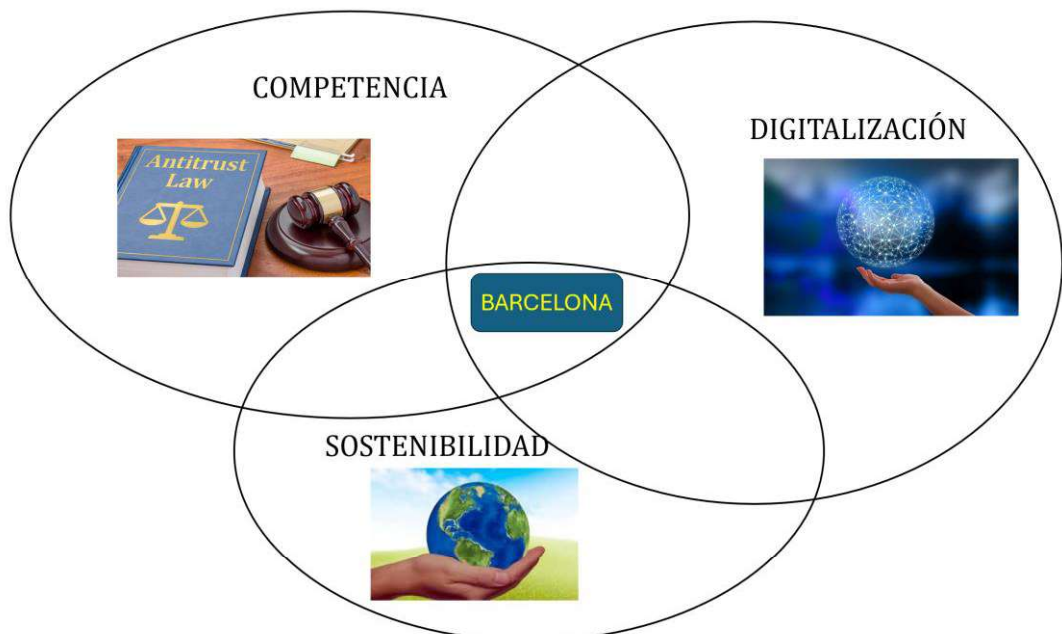 COMPETENCIA
DIGITALIZACIÓN
Antitrust
Law
BARCELONA
SOSTENIBILIDAD